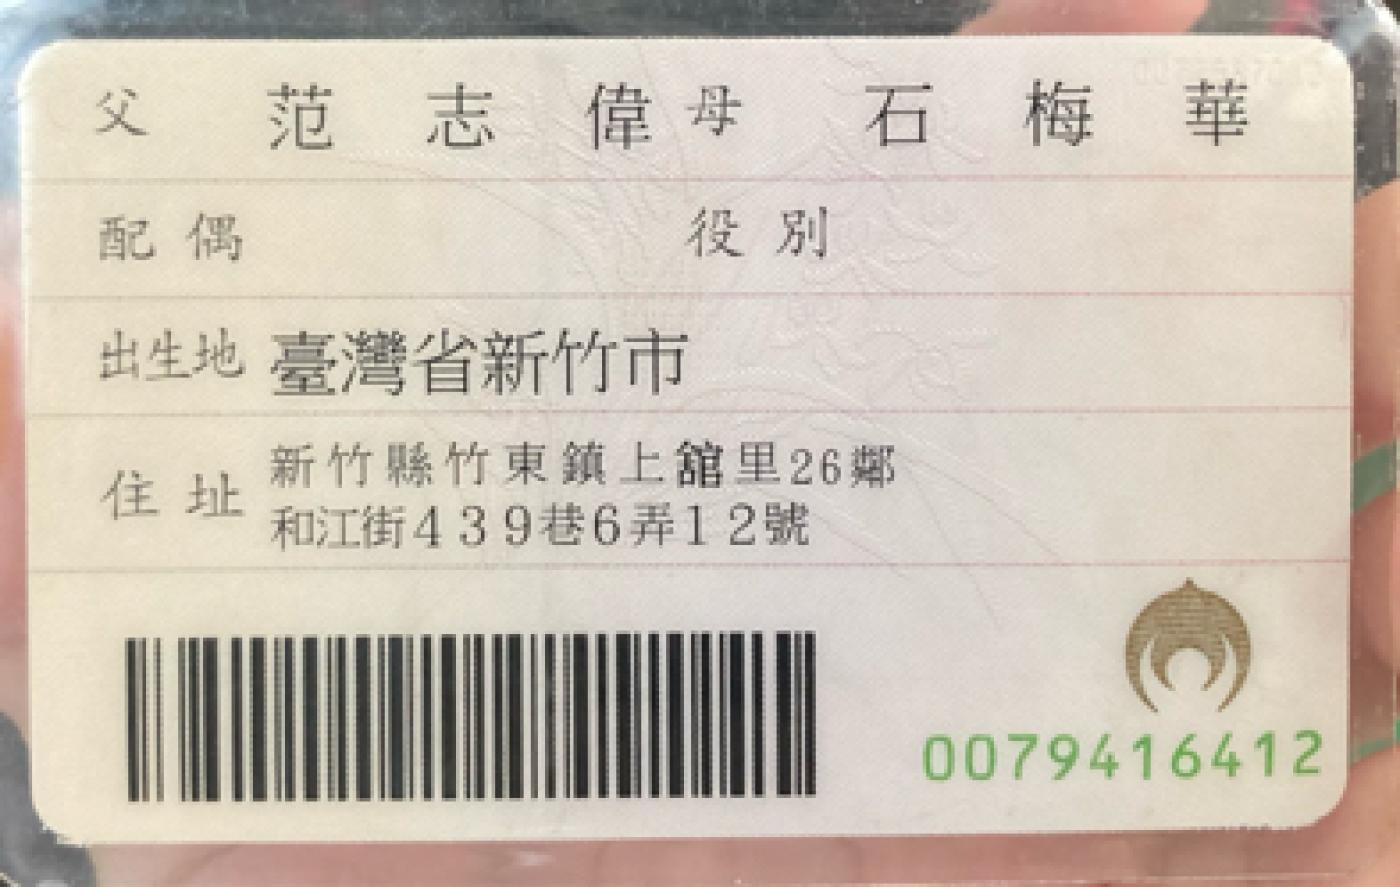 父 范志偉 母 石梅華
配偶 役別
出生地 臺灣省新竹市
住址 新竹縣竹東鎮上舘里26鄰
和江街439巷6弄12號
0079416412